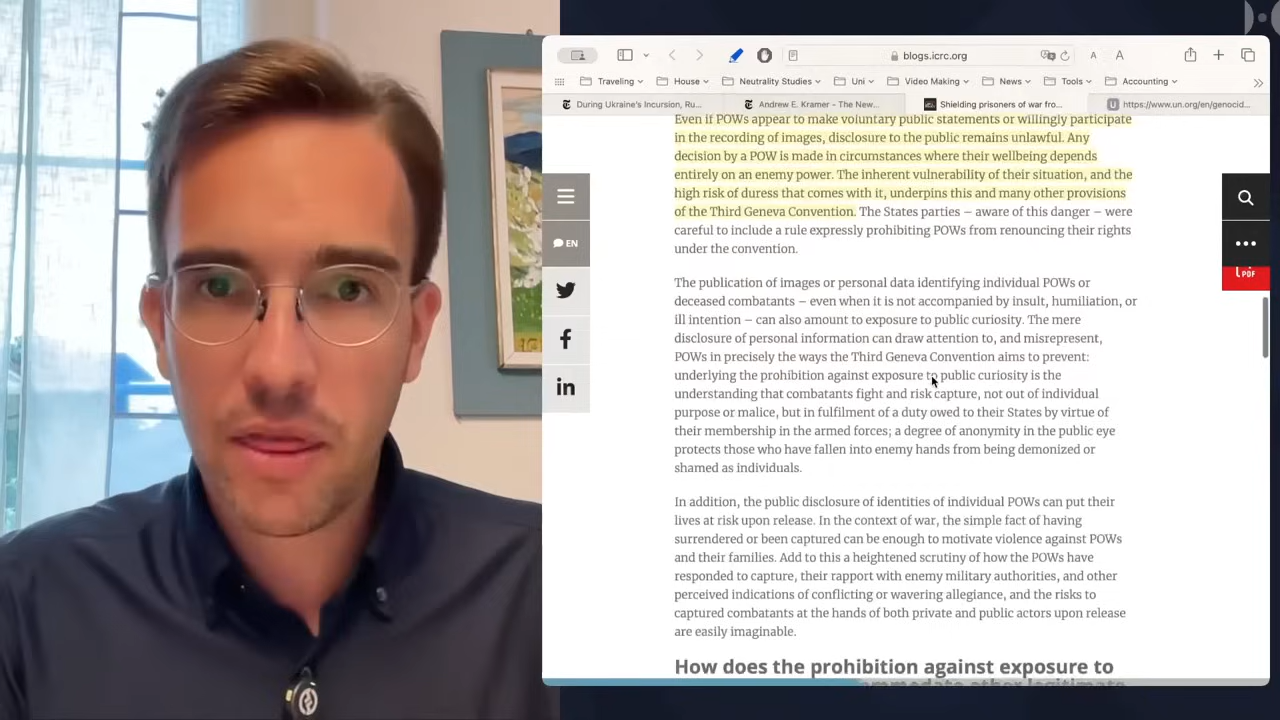 blogs.icrc.org
A
A
Traveling
House
Neutrality Studies
Uni
Video Making
News
Tools
Accounting
During Ukraine's Incursion, Ru...
Andrew E. Kramer - The New...
Shielding prisoners of war fro...
https://www.un.org/en/genocid...
Even if POWs appear to make voluntary public statements or willingly participate
in the recording of images, disclosure to the public remains unlawful. Any
decision by a POW is made in circumstances where their wellbeing depends
entirely on an enemy power. The inherent vulnerability of their situation, and the
high risk of duress that comes with it, underpins this and many other provisions
of the Third Geneva Convention. The States parties – aware of this danger – were
careful to include a rule expressly prohibiting POWs from renouncing their rights
under the convention.
The publication of images or personal data identifying individual POWs or
deceased combatants – even when it is not accompanied by insult, humiliation, or
ill intention – can also amount to exposure to public curiosity. The mere
disclosure of personal information can draw attention to, and misrepresent,
POWs in precisely the ways the Third Geneva Convention aims to prevent:
underlying the prohibition against exposure to public curiosity is the
understanding that combatants fight and risk capture, not out of individual
purpose or malice, but in fulfilment of a duty owed to their States by virtue of
their membership in the armed forces; a degree of anonymity in the public eye
protects those who have fallen into enemy hands from being demonized or
shamed as individuals.
In addition, the public disclosure of identities of individual POWs can put their
lives at risk upon release. In the context of war, the simple fact of having
surrendered or been captured can be enough to motivate violence against POWs
and their families. Add to this a heightened scrutiny of how the POWs have
responded to capture, their rapport with enemy military authorities, and other
perceived indications of conflicting or wavering allegiance, and the risks to
captured combatants at the hands of both private and public actors upon release
are easily imaginable.
How does the prohibition against exposure to
EN
PDF